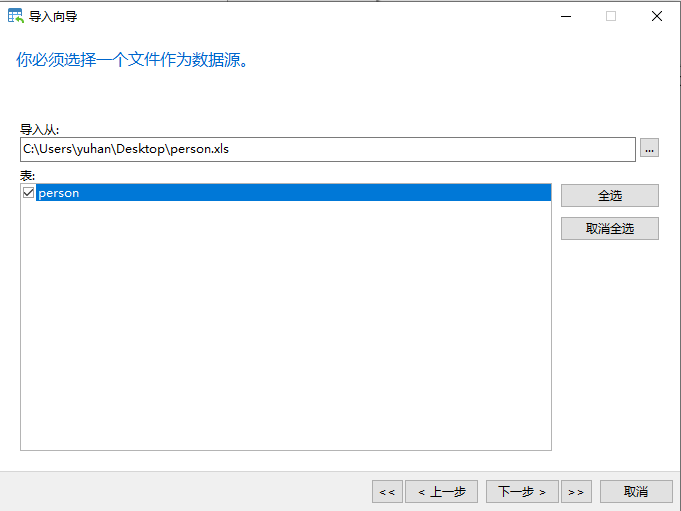 导入向导
你必须选择一个文件作为数据源。
导入从:
C:\Users\yuhan\Desktop\person.xls
...
表:
person
全选
取消全选
<< < 上一步 下一步 > >> 取消